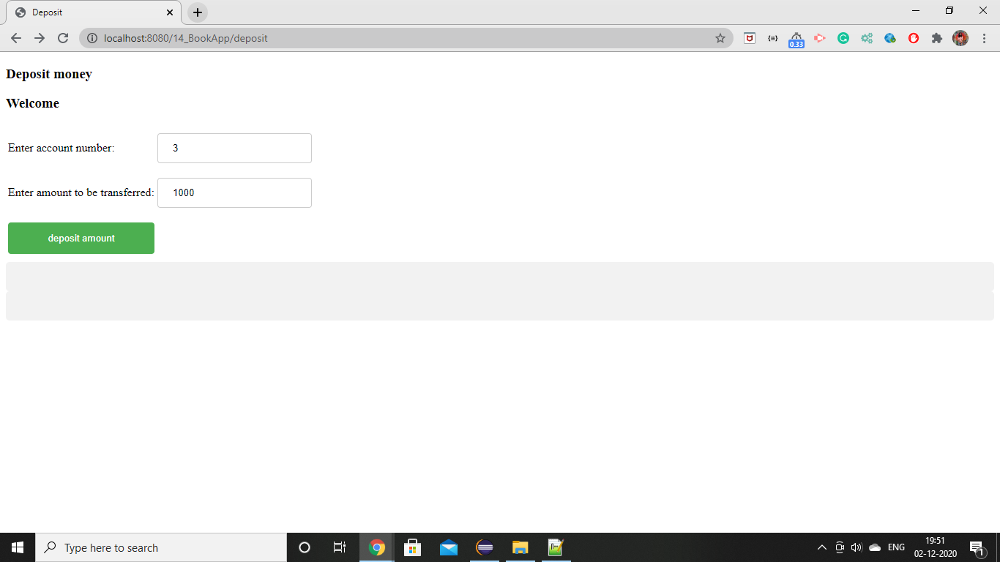 Deposit
localhost:8080/14_BookApp/deposit
{=}
0.33
Deposit money
Welcome
Enter account number: 3
Enter amount to be transferred: 1000
deposit amount
Type here to search
ENG
19:51
02-12-2020
1